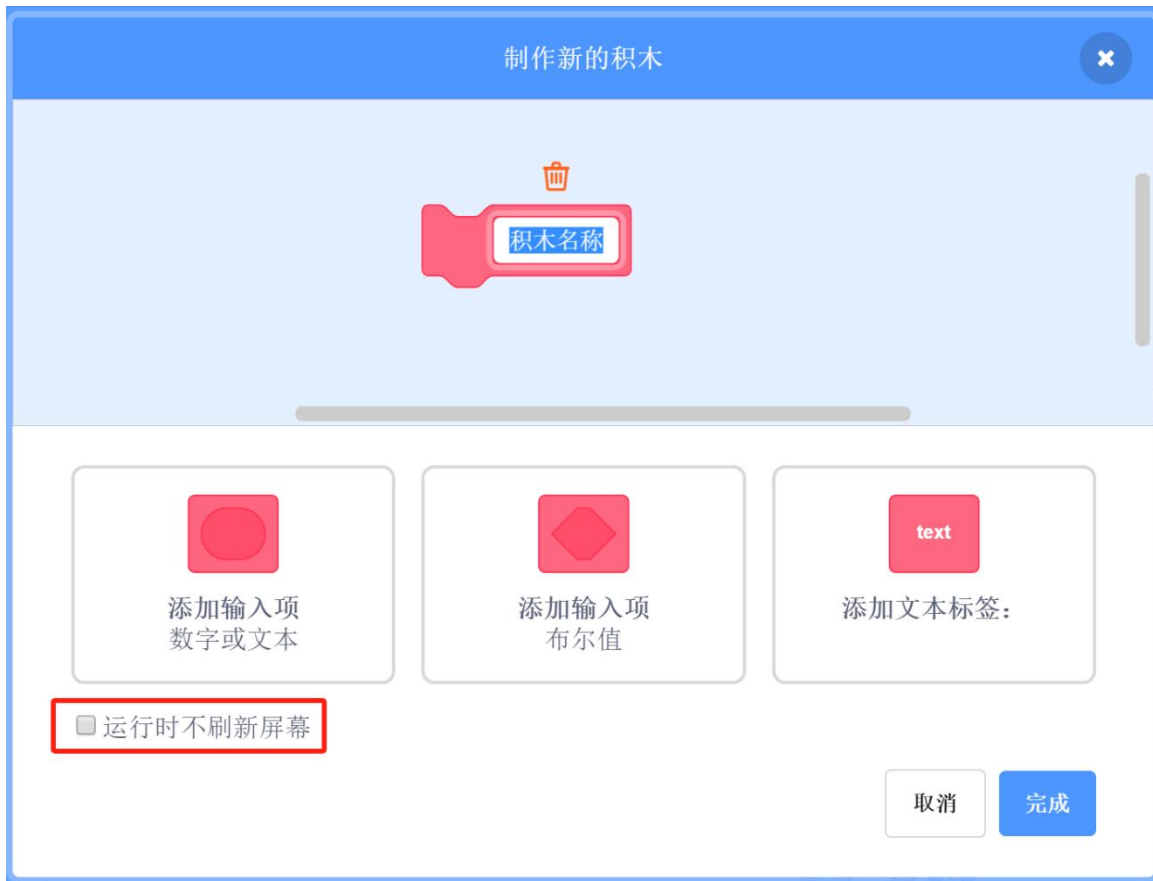 制作新的积木
积木名称
text
添加输入项
数字或文本
添加输入项
布尔值
添加文本标签：
运行时不刷新屏幕
取消
完成